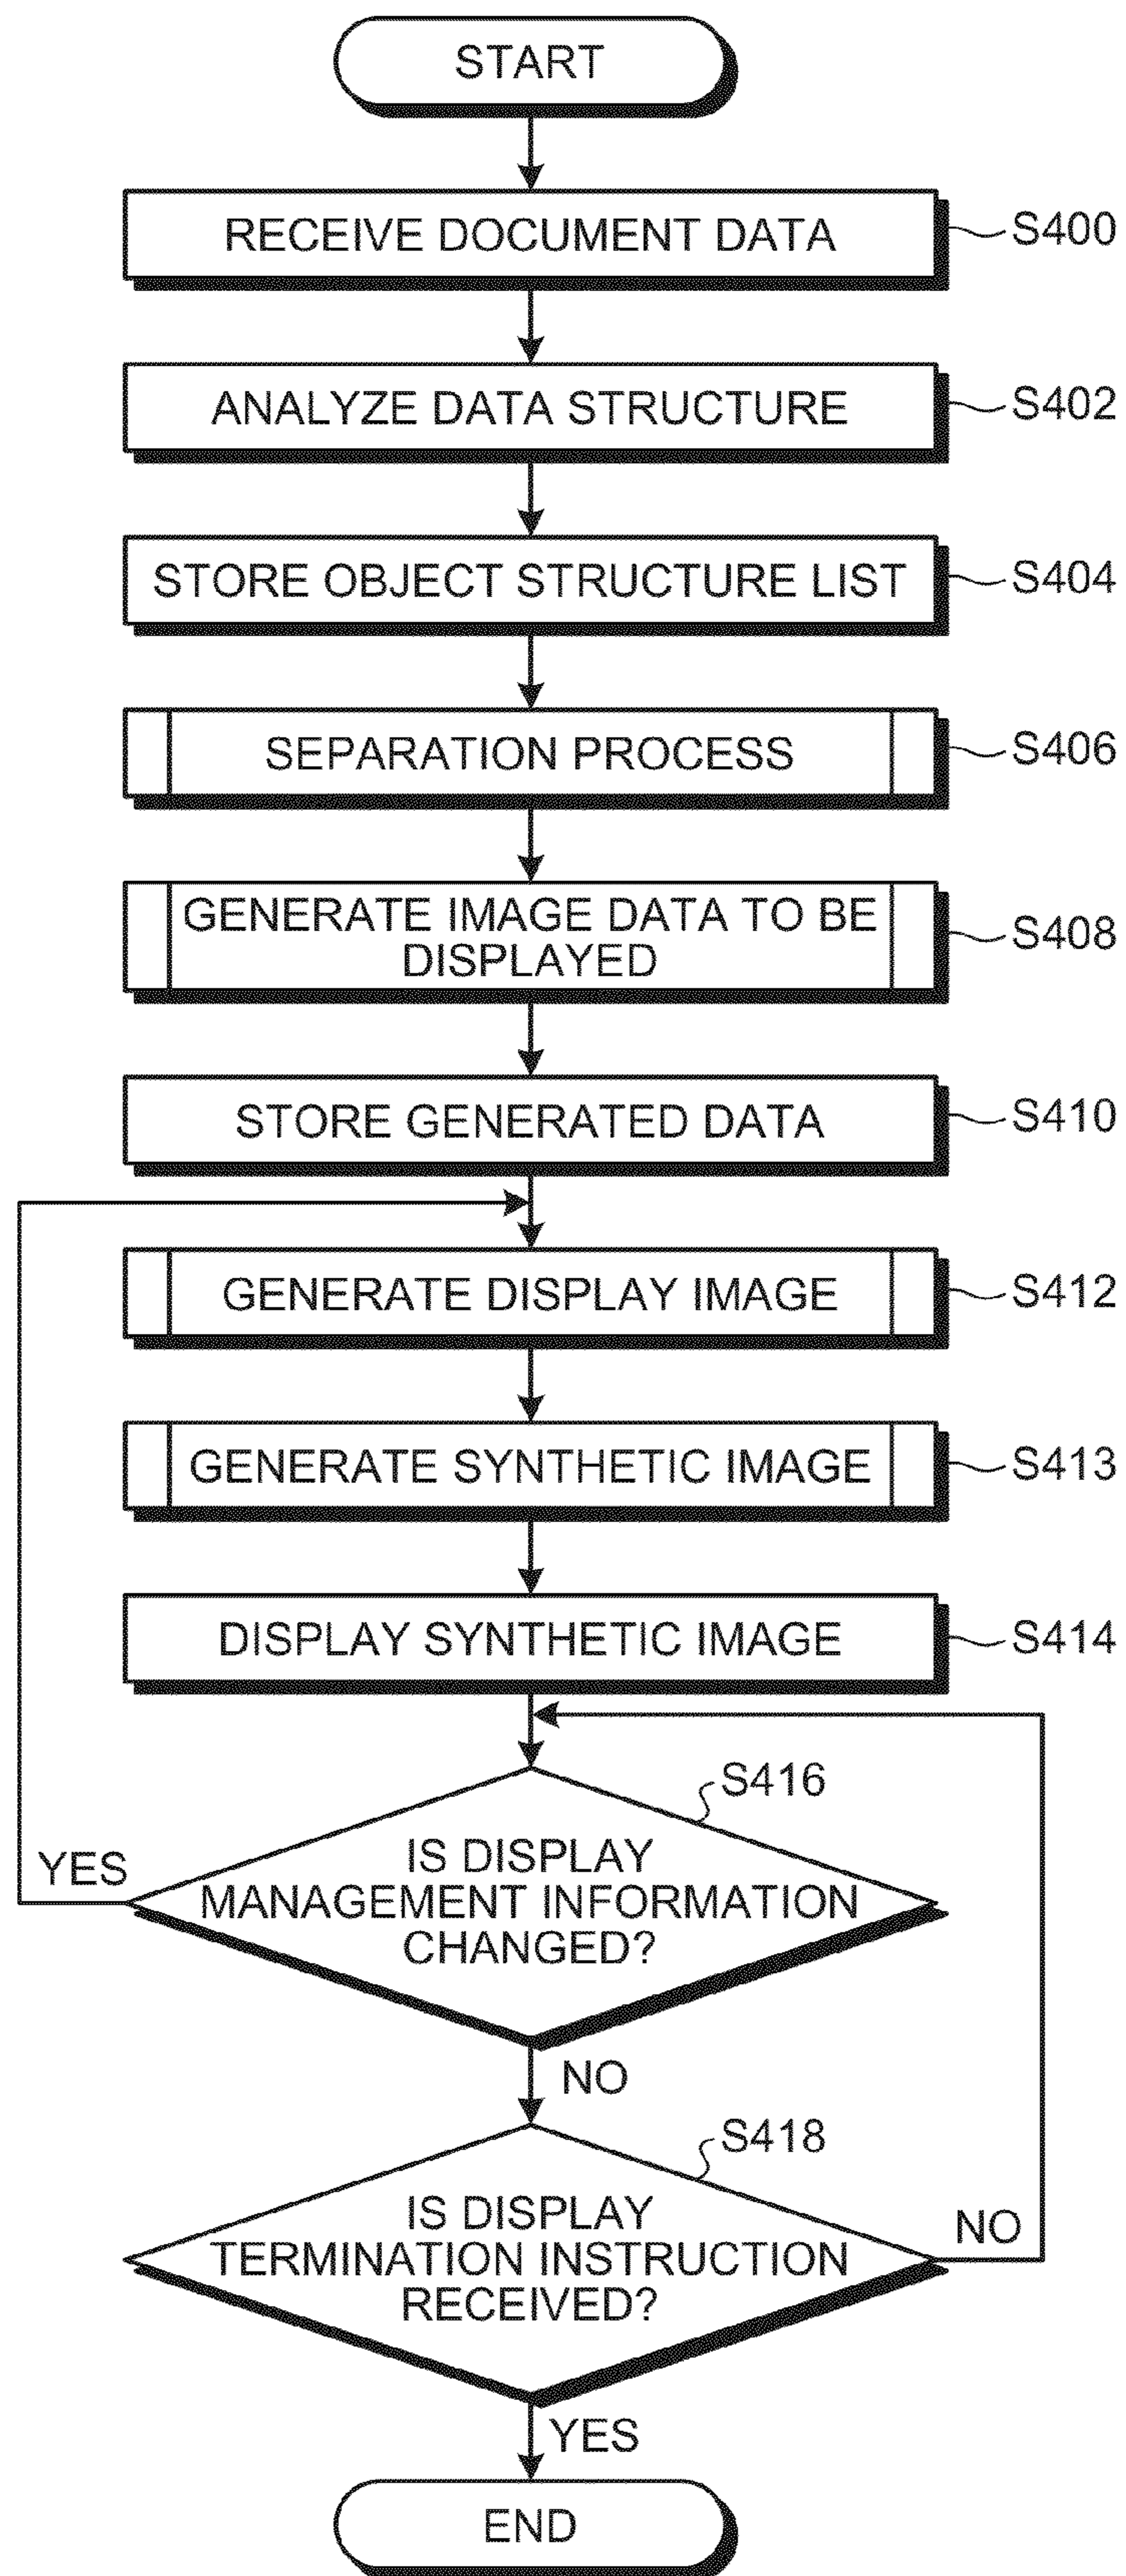 START
RECEIVE DOCUMENT DATA
S400
ANALYZE DATA STRUCTURE
S402
STORE OBJECT STRUCTURE LIST
S404
SEPARATION PROCESS
S406
GENERATE IMAGE DATA TO BE
DISPLAYED
S408
STORE GENERATED DATA
S410
GENERATE DISPLAY IMAGE
S412
GENERATE SYNTHETIC IMAGE
S413
DISPLAY SYNTHETIC IMAGE
S414
S416
IS DISPLAY
MANAGEMENT INFORMATION
CHANGED?
YES
NO
S418
IS DISPLAY
TERMINATION INSTRUCTION
RECEIVED?
NO
YES
END